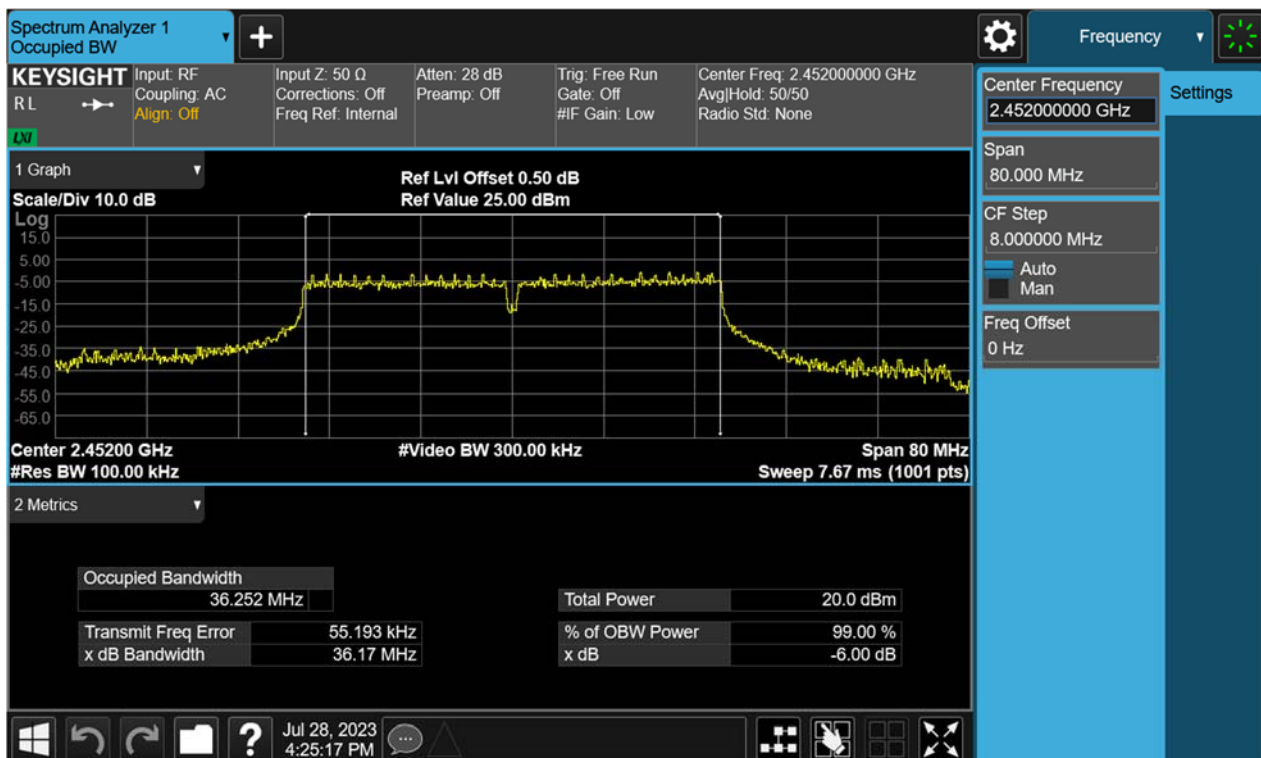 Spectrum Analyzer 1
Occupied BW
+
Frequency
KEYSIGHT
R L
LXI
Input: RF
Coupling: AC
Align: Off
Input Z: 50 Ω
Corrections: Off
Freq Ref: Internal
Atten: 28 dB
Preamp: Off
Trig: Free Run
Gate: Off
#IF Gain: Low
Center Freq: 2.452000000 GHz
Avg|Hold: 50/50
Radio Std: None
Center Frequency
2.452000000 GHz
Settings
Span
80.000 MHz
CF Step
8.000000 MHz
Auto
Man
Freq Offset
0 Hz
1 Graph
Scale/Div 10.0 dB
Ref Lvl Offset 0.50 dB
Ref Value 25.00 dBm
Log
15.0
5.00
-5.00
-15.0
-25.0
-35.0
-45.0
-55.0
-65.0
Center 2.45200 GHz
#Video BW 300.00 kHz
Span 80 MHz
#Res BW 100.00 kHz
Sweep 7.67 ms (1001 pts)
2 Metrics
Occupied Bandwidth
36.252 MHz
Total Power 20.0 dBm
Transmit Freq Error 55.193 kHz
% of OBW Power 99.00 %
x dB Bandwidth 36.17 MHz
x dB -6.00 dB
?
Jul 28, 2023
4:25:17 PM